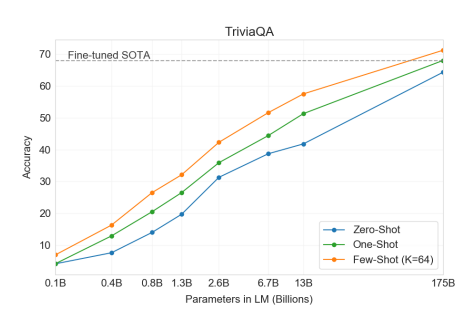 TriviaQA
Fine-tuned SOTA
70
60
50
40
30
20
10
Accuracy
0.1B 0.4B 0.8B 1.3B 2.6B 6.7B 13B 175B
Parameters in LM (Billions)
Zero-Shot
One-Shot
Few-Shot (K=64)